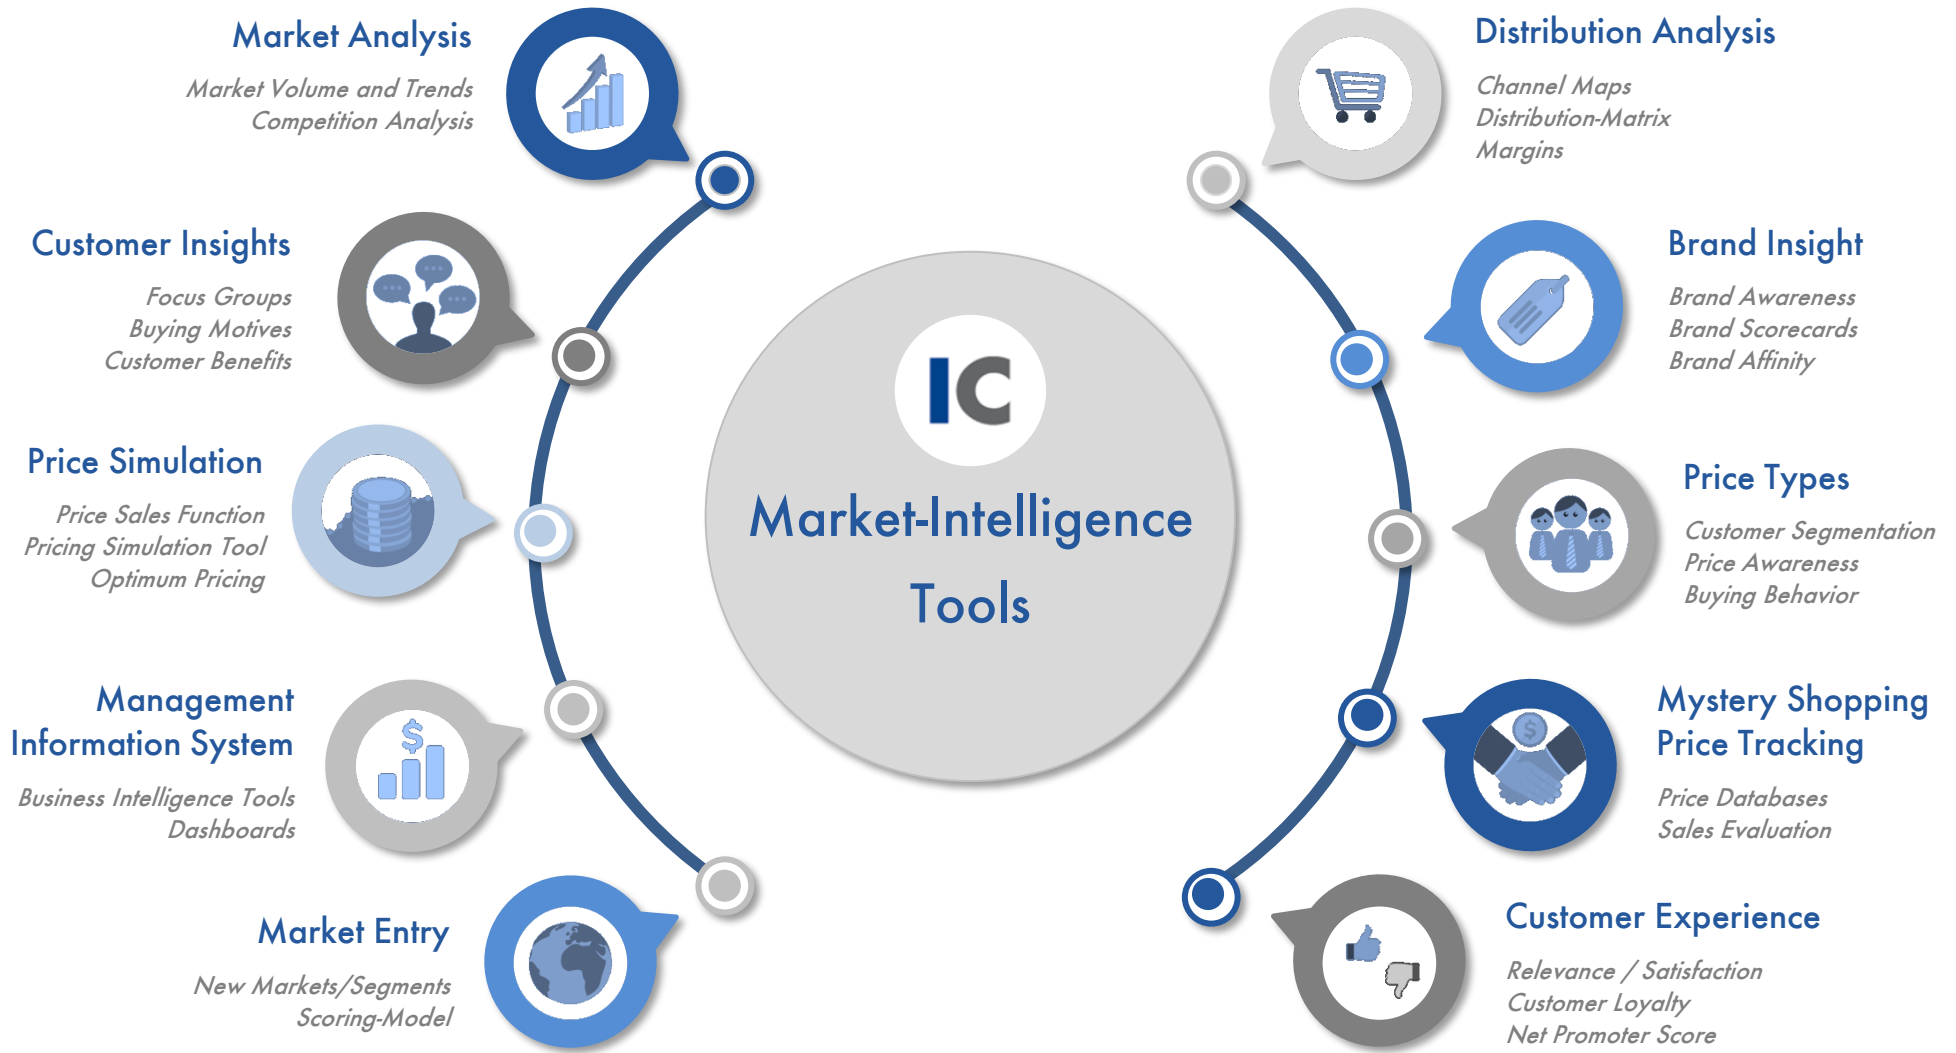 Market Analysis
Market Volume and Trends
Competition Analysis
Customer Insights
Focus Groups
Buying Motives
Customer Benefits
Price Simulation
Price Sales Function
Pricing Simulation Tool
Optimum Pricing
Management
Information System
$
Business Intelligence Tools
Dashboards
Market Entry
New Markets/Segments
Scoring-Model
IC
Market-Intelligence
Tools
Distribution Analysis
Channel Maps
Distribution-Matrix
Margins
Brand Insight
Brand Awareness
Brand Scorecards
Brand Affinity
Price Types
Customer Segmentation
Price Awareness
Buying Behavior
Mystery Shopping
Price Tracking
$
Price Databases
Sales Evaluation
Customer Experience
Relevance / Satisfaction
Customer Loyalty
Net Promoter Score